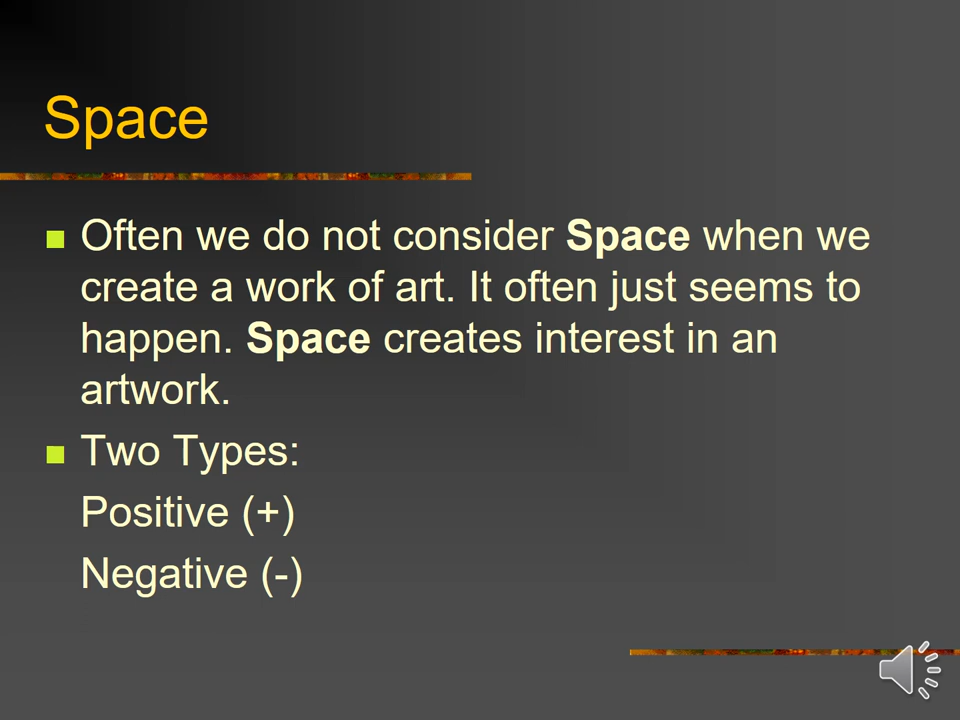 Space
Often we do not consider Space when we
create a work of art. It often just seems to
happen. Space creates interest in an
artwork.
Two Types:
Positive (+)
Negative (-)